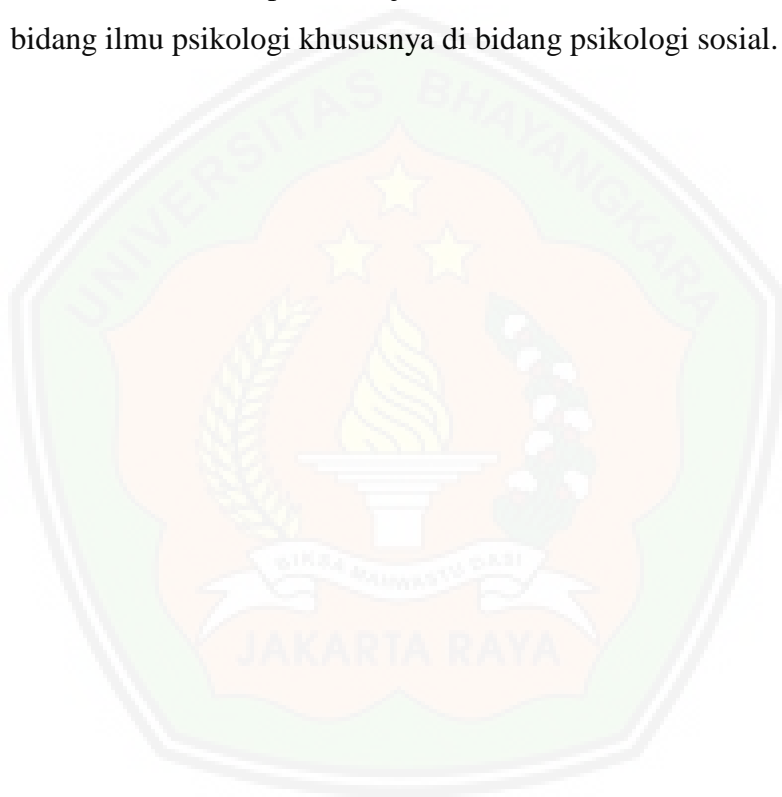 bidang ilmu psikologi khususnya di bidang psikologi sosial.
UNIVERSITAS BHAYANGKARA
JAKARTA RAYA